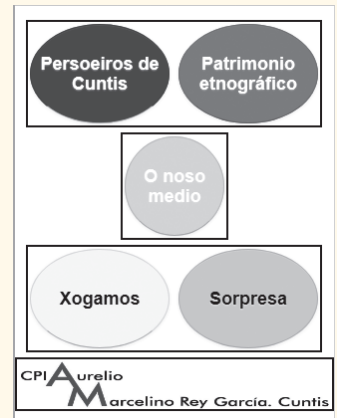 Persoeiros de
Cuntis
Patrimonio
etnográfico
O noso
medio
Xogamos
Sorpresa
CPI Aurelio
Marcelino Rey García. Cuntis